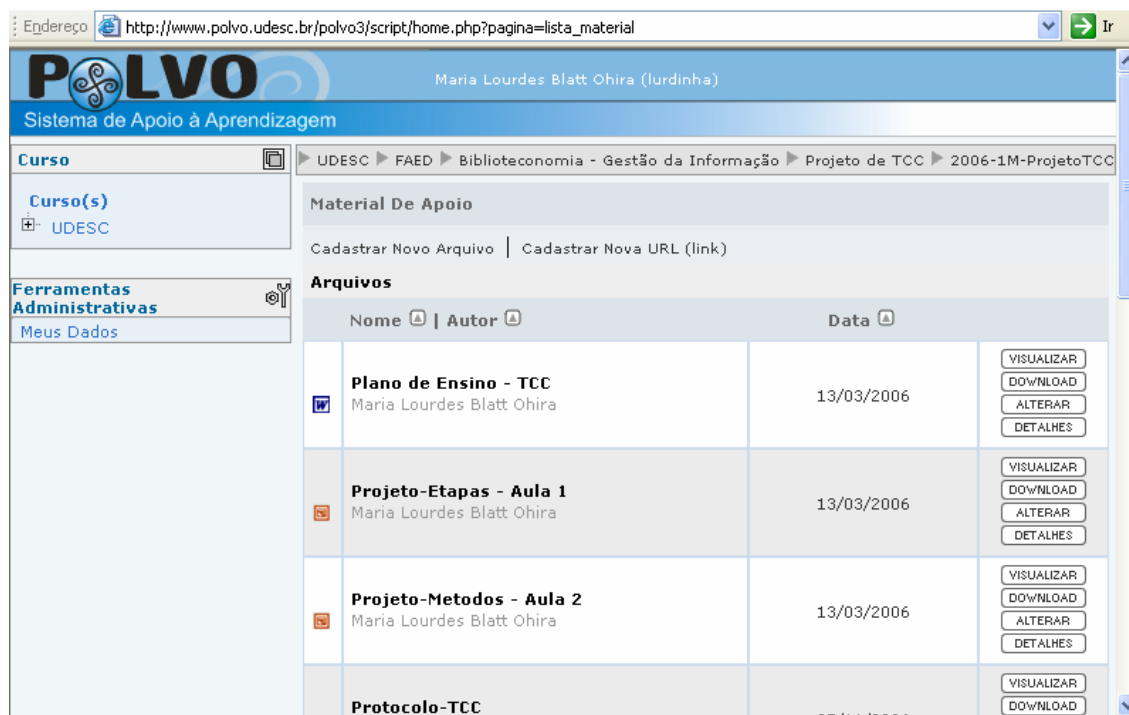 Endereço http://www.polvo.udesc.br/polvo3/script/home.php?pagina=lista_material Ir
POLVO
Maria Lourdes Blatt Ohira (lurdinha)
Sistema de Apoio à Aprendizagem
Curso
UDESC FAED Biblioteconomia - Gestão da Informação Projeto de TCC 2006-1M-ProjetoTCC
Curso(s)
UDESC
Ferramentas
Administrativas
Meus Dados
Material De Apoio
Cadastrar Novo Arquivo | Cadastrar Nova URL (link)
Arquivos
Nome | Autor Data
Plano de Ensino - TCC
Maria Lourdes Blatt Ohira
13/03/2006
VISUALIZAR
DOWNLOAD
ALTERAR
DETALHES
Projeto-Etapas - Aula 1
Maria Lourdes Blatt Ohira
13/03/2006
VISUALIZAR
DOWNLOAD
ALTERAR
DETALHES
Projeto-Metodos - Aula 2
Maria Lourdes Blatt Ohira
13/03/2006
VISUALIZAR
DOWNLOAD
ALTERAR
DETALHES
Protocolo-TCC
VISUALIZAR
DOWNLOAD